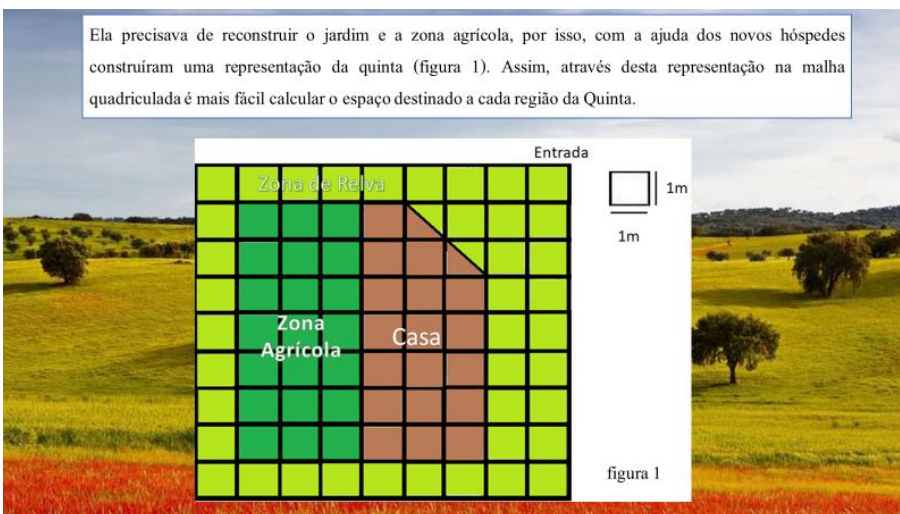 Ela precisava de reconstruir o jardim e a zona agrícola, por isso, com a ajuda dos novos hóspedes
construíram uma representação da quinta (figura 1). Assim, através desta representação na malha
quadriculada é mais fácil calcular o espaço destinado a cada região da Quinta.
Entrada
Zona de Relva
1m
1m
Zona
Agrícola
Casa
figura 1